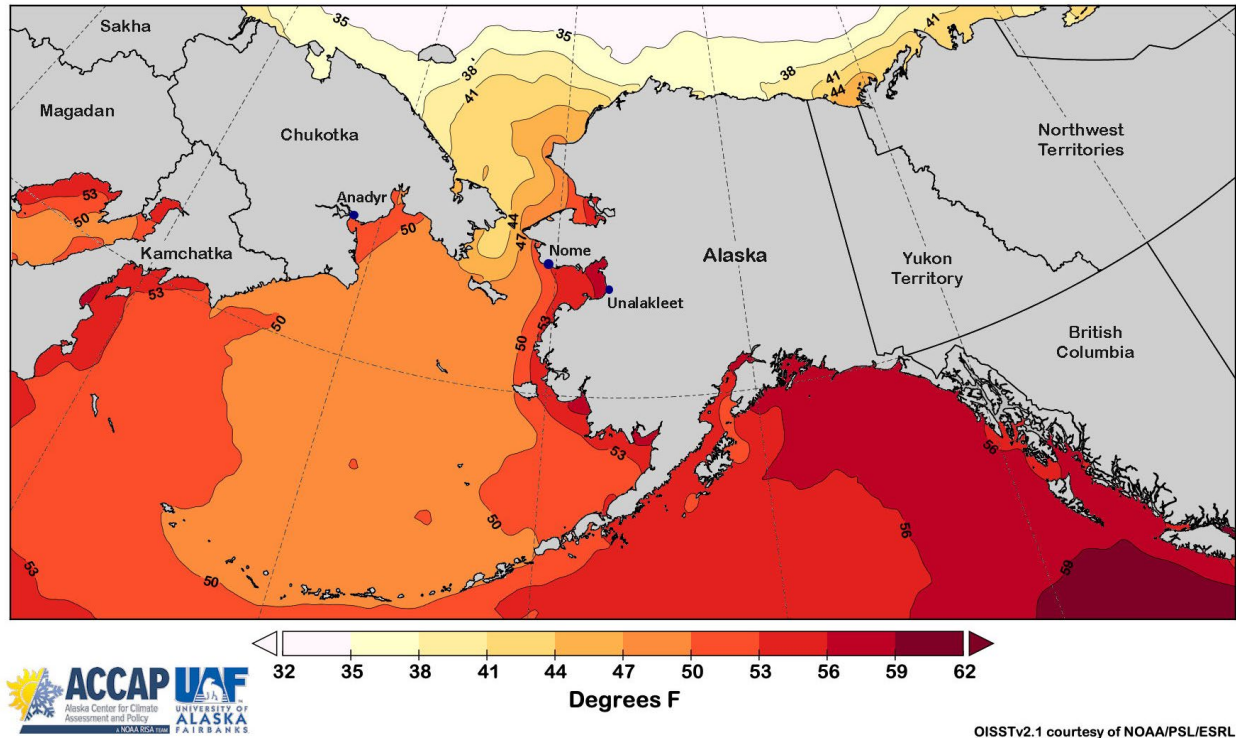 Sakha
35
35
41
Magadan
38
41
38
41
44
Chukotka
Northwest
Territories
53
50
Anadyr
50
44
47
Nome
Alaska
Kamchatka
Yukon
Territory
53
Unalakleet
50
53
50
British
Columbia
53
56
50
56
53
50
59
32 35 38 41 44 47 50 53 56 59 62
Degrees F
ACCAP
Alaska Center for Climate
Assessment and Policy
A NOAA RISA TEAM
UAF
UNIVERSITY OF
ALASKA
FAIRBANKS
OISSTv2.1 courtesy of NOAA/PSL/ESRL